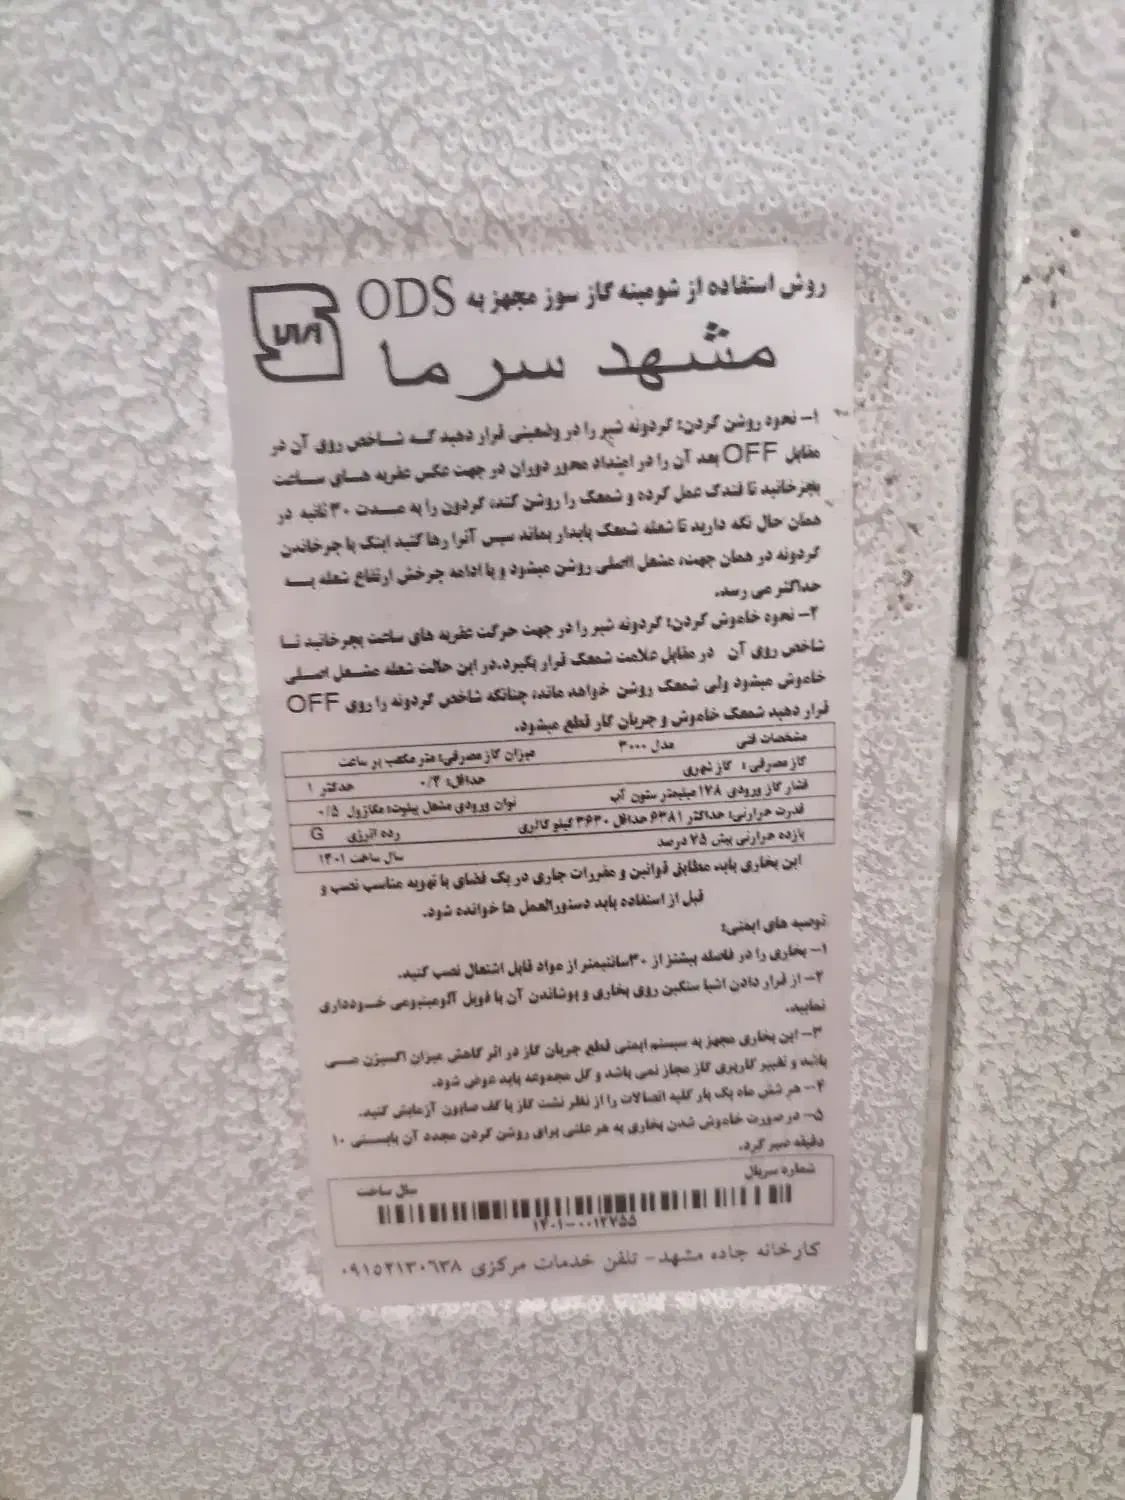 روش استفاده از شومینه گاز سوز مجهز به ODS
مشهد سرما
۱- نحوه روشن کردن: گردونه شیر را در وضعیتی قرار دهید که شاخص روی آن در
مقابل OFF بعد آن را در امتداد محور دوران در جهت عکس عقربه های ساعت
بچرخانید تا فندک عمل کرده و شمعک را روشن کند، گردون را به مدت ۳۰ ثانیه در
همان حال نگه دارید تا شعله شمعک پایدار بماند سپس آنرا رها کنید اینک با چرخاندن
گردونه در همان جهت، مشعل اصلی روشن میشود و با ادامه چرخش ارتفاع شعله به
حداکثر می رسد.
۲- نحوه خاموش کردن: گردونه شیر را در جهت حرکت عقربه های ساعت بچرخانید تا
شاخص روی آن در مقابل علامت شمعک قرار بگیرد.در این حالت شعله مشعل اصلی
خاموش میشود ولی شمعک روشن خواهد ماند، چنانکه شاخص گردونه را روی OFF
قرار دهید شمعک خاموش و جریان گاز قطع میشود.
مشخصات فنی مدل ۳۰۰۰ میزان گاز مصرفی: متر مکعب بر ساعت
گاز مصرفی : گاز شهری حداقل: ۰/۴ حدکثر ۱
فشار گاز ورودی ۱۷۸ میلیمتر ستون آب توان ورودی مشعل پیلوت: مگاژول ۰/۵
قدرت حرارتی: حداکثر ۶۳۸۱ حداقل ۳۶۳۰ کیلو کالری رده انرژی G
بازده حرارتی بیش ۷۵ درصد سال ساخت ۱۴۰۱
این بخاری باید مطابق قوانین و مقررات جاری در یک فضای با تهویه مناسب نصب و
قبل از استفاده باید دستورالعمل ها خوانده شود.
توصیه های ایمنی:
۱- بخاری را در فاصله بیشتر از ۳۰سانتیمتر از مواد قابل اشتعال نصب کنید.
۲- از قرار دادن اشیا سنگین روی بخاری و پوشاندن آن با فویل آلومینیومی خودداری
نمایید.
۳- این بخاری مجهز به سیستم ایمنی قطع جریان گاز در اثر کاهش میزان اکسیژن می
باشد و تغییر کاربری گاز مجاز نمی باشد و کل مجموعه باید عوض شود.
۴- هر شش ماه یک بار کلیه اتصالات را از نظر نشت گاز با کف صابون آزمایش کنید.
۵- در صورت خاموش شدن بخاری به هر علتی برای روشن کردن مجدد آن بایستی ۱۰
دقیقه صبر کرد.
شماره سریال سال ساخت
۱۴۰۱-۰۰۱۲۷۵۵
کارخانه جاده مشهد- تلفن خدمات مرکزی ۰۹۱۵۲۱۳۰۶۳۸